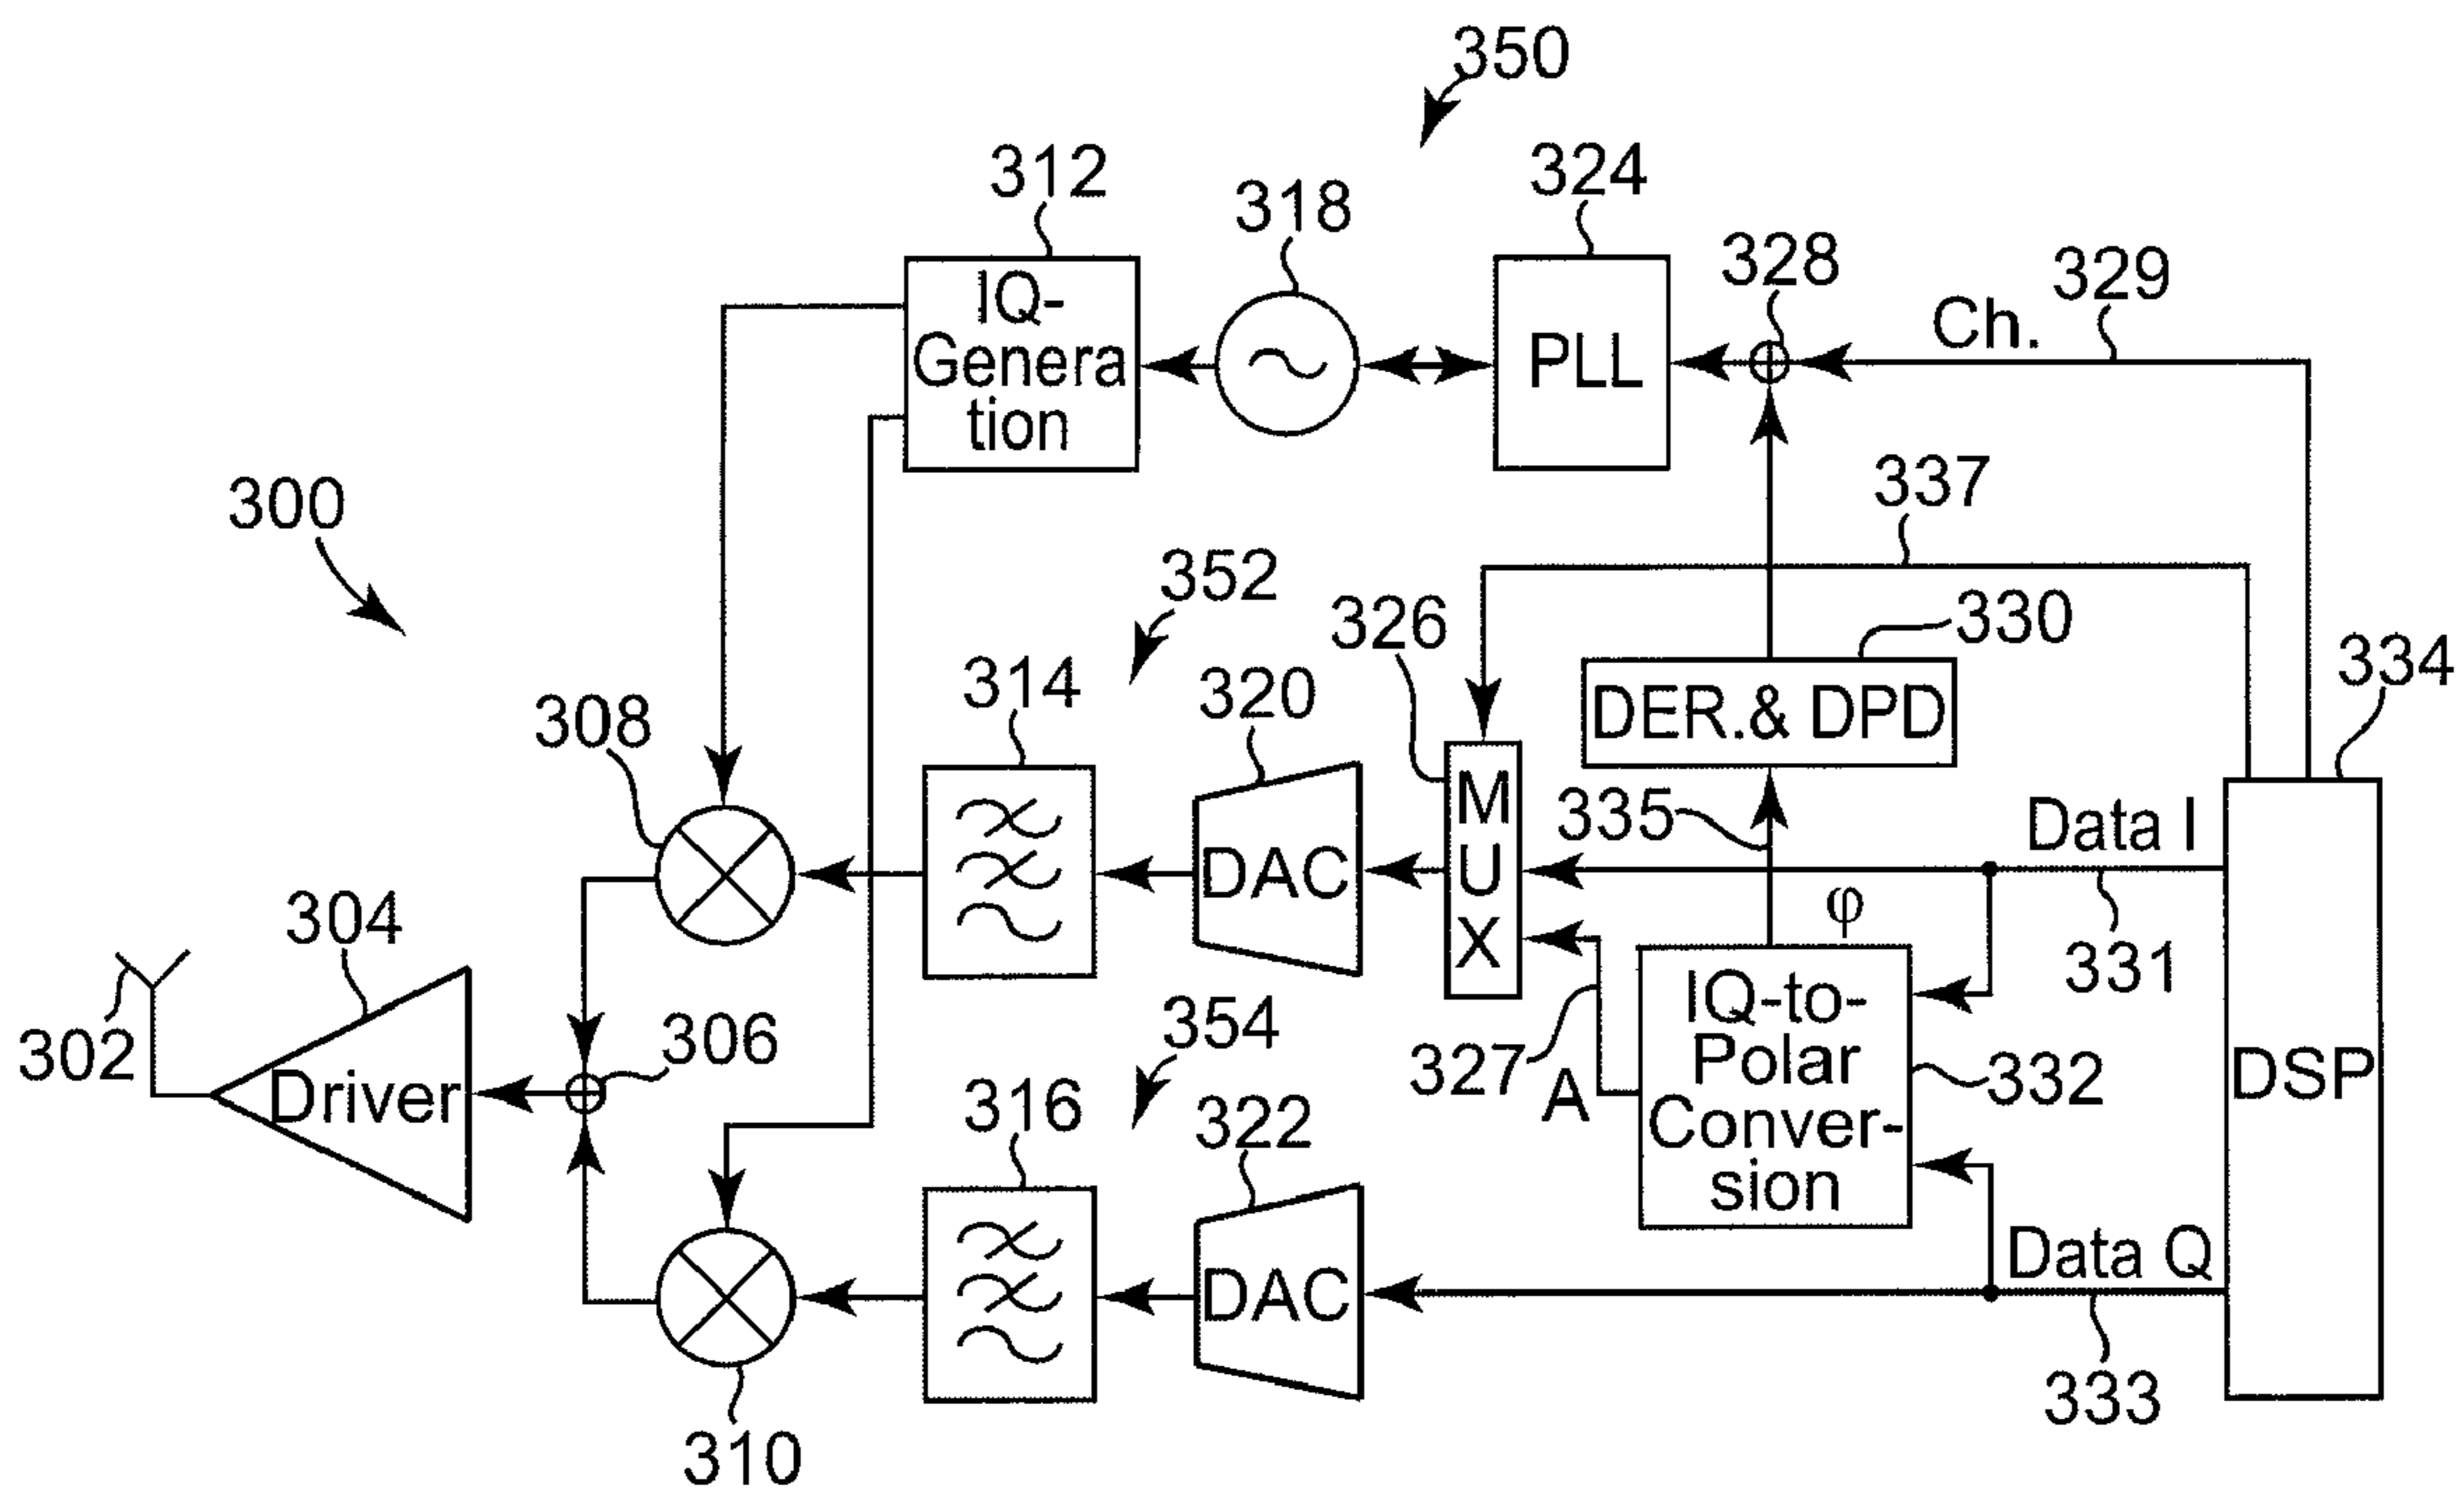 350
312
318
324
328
329
IQ-
Genera
tion
PLL
Ch.
300
337
352
326
330
334
314
320
308
DER.& DPD
M
U
X
335
Data I
DAC
304
φ
331
302
306
354
327
A
IQ-to-
Polar
Conver-
sion
332
DSP
Driver
316
322
Data Q
DAC
333
310